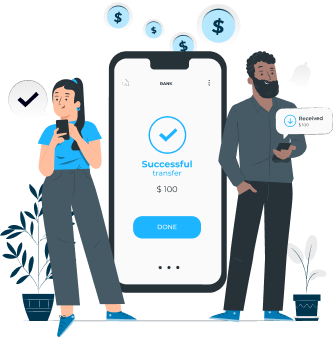 $
$
$
$
BANK
Received
$ 100
Successful
transfer
$ 100
DONE